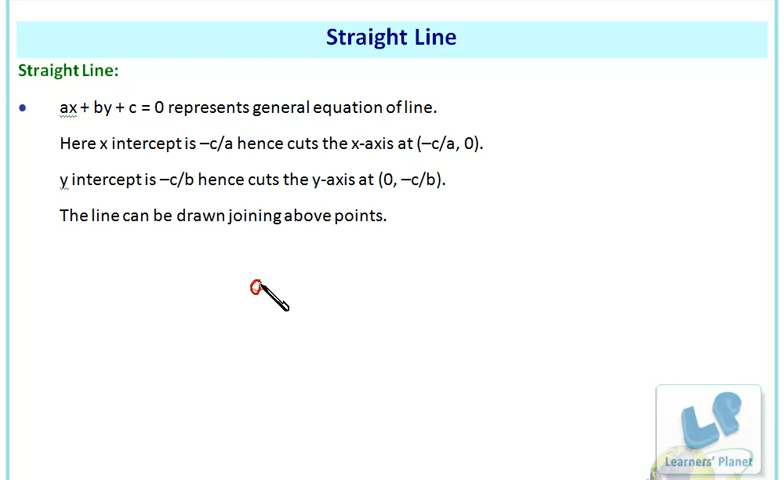 Straight Line
Straight Line:
• ax + by + c = 0 represents general equation of line.
Here x intercept is –c/a hence cuts the x-axis at (–c/a, 0).
y intercept is –c/b hence cuts the y-axis at (0, –c/b).
The line can be drawn joining above points.
LP
Learners' Planet